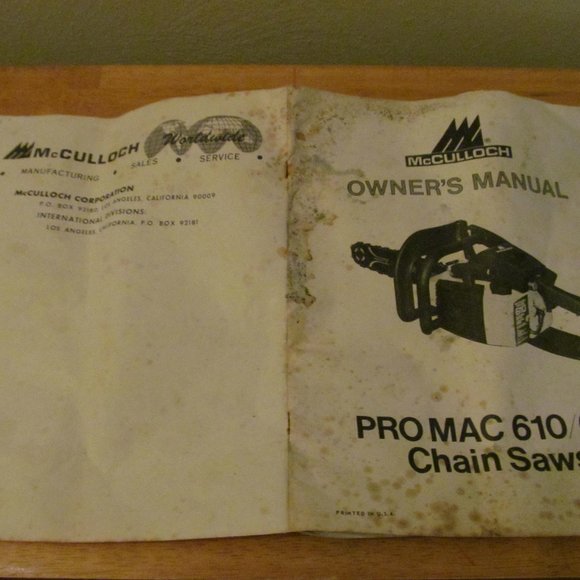 McCULLOCH Worldwide
• MANUFACTURING • SALES • SERVICE •
McCULLOCH CORPORATION
P.O. BOX 92180, LOS ANGELES, CALIFORNIA 90009
INTERNATIONAL DIVISIONS:
LOS ANGELES, CALIFORNIA, P.O. BOX 92181
McCULLOCH®
OWNER'S MANUAL
PRO MAC 610/
Chain Saws
PRINTED IN U.S.A.